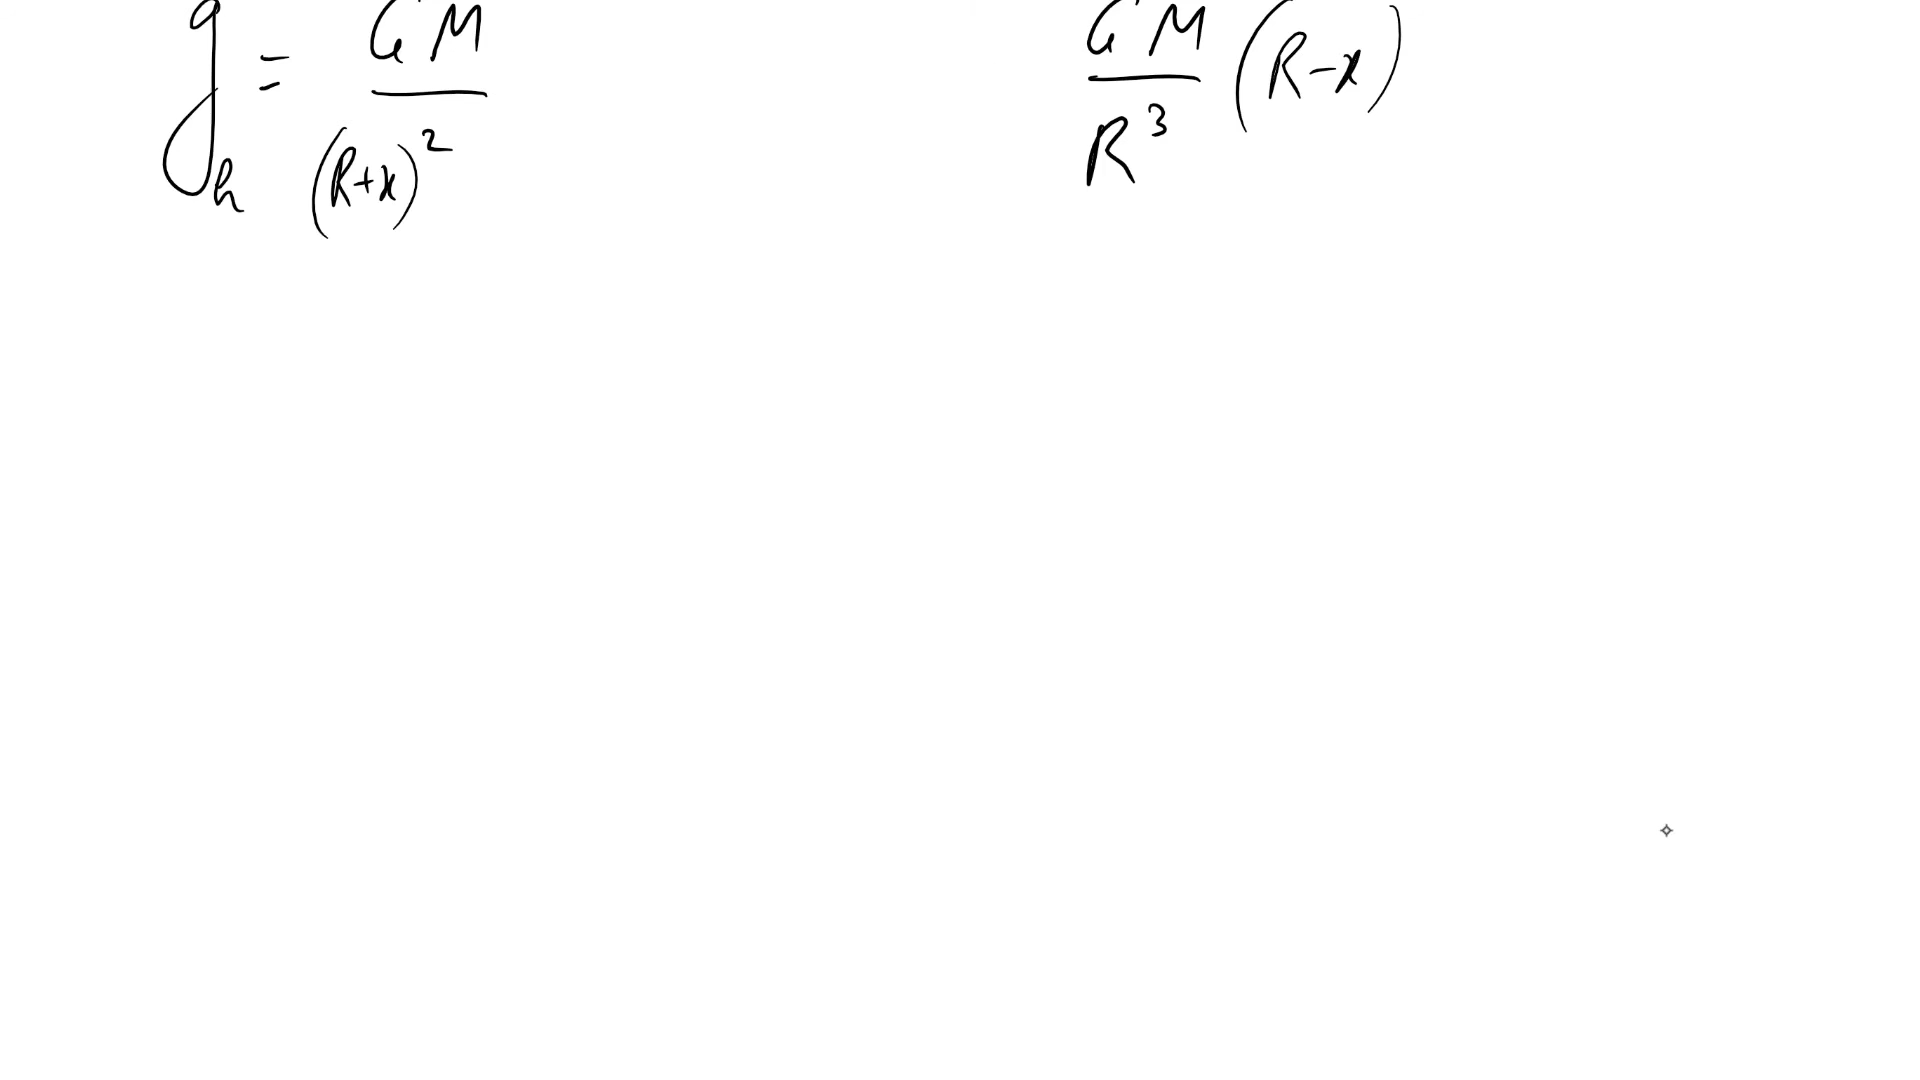 g_h = GM / (R+x)^2
GM / R^3 (R-x)